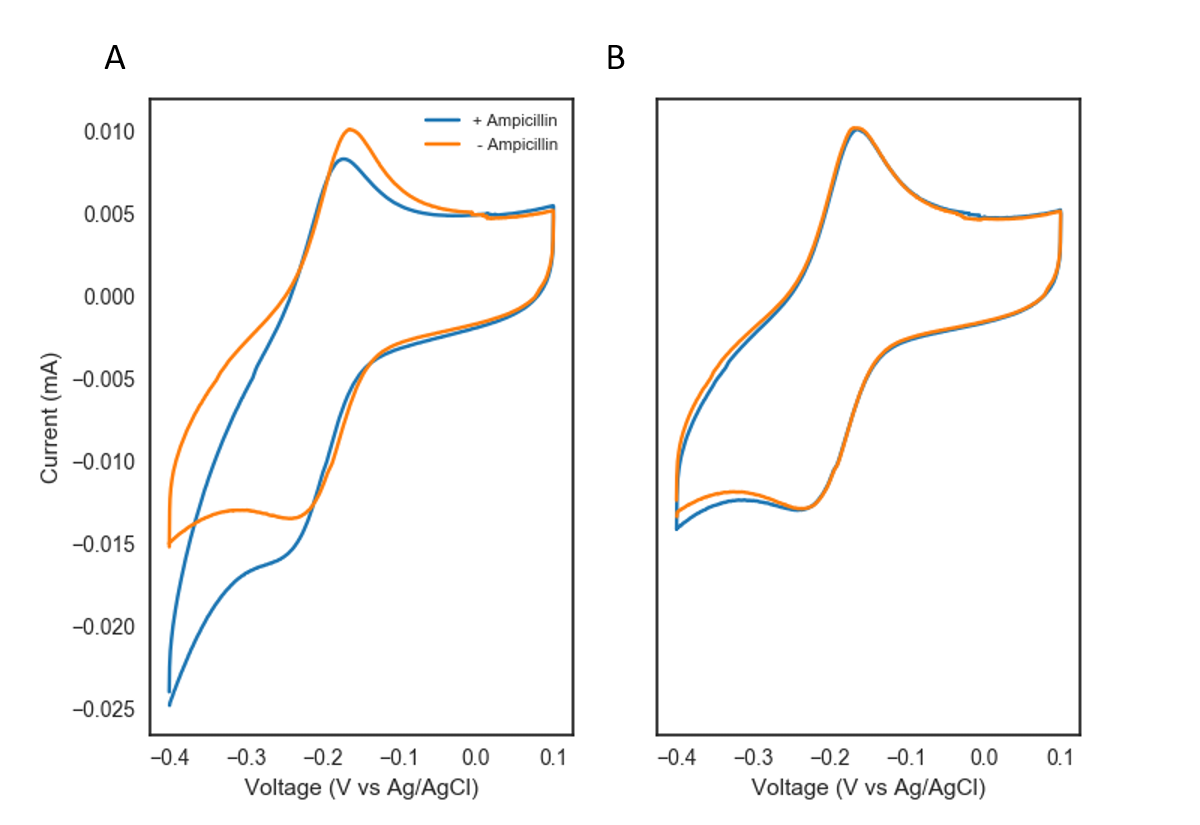 A
B
+ Ampicillin
- Ampicillin
0.010
0.005
0.000
−0.005
−0.010
−0.015
−0.020
−0.025
Current (mA)
−0.4 −0.3 −0.2 −0.1 0.0 0.1
−0.4 −0.3 −0.2 −0.1 0.0 0.1
Voltage (V vs Ag/AgCl)
Voltage (V vs Ag/AgCl)